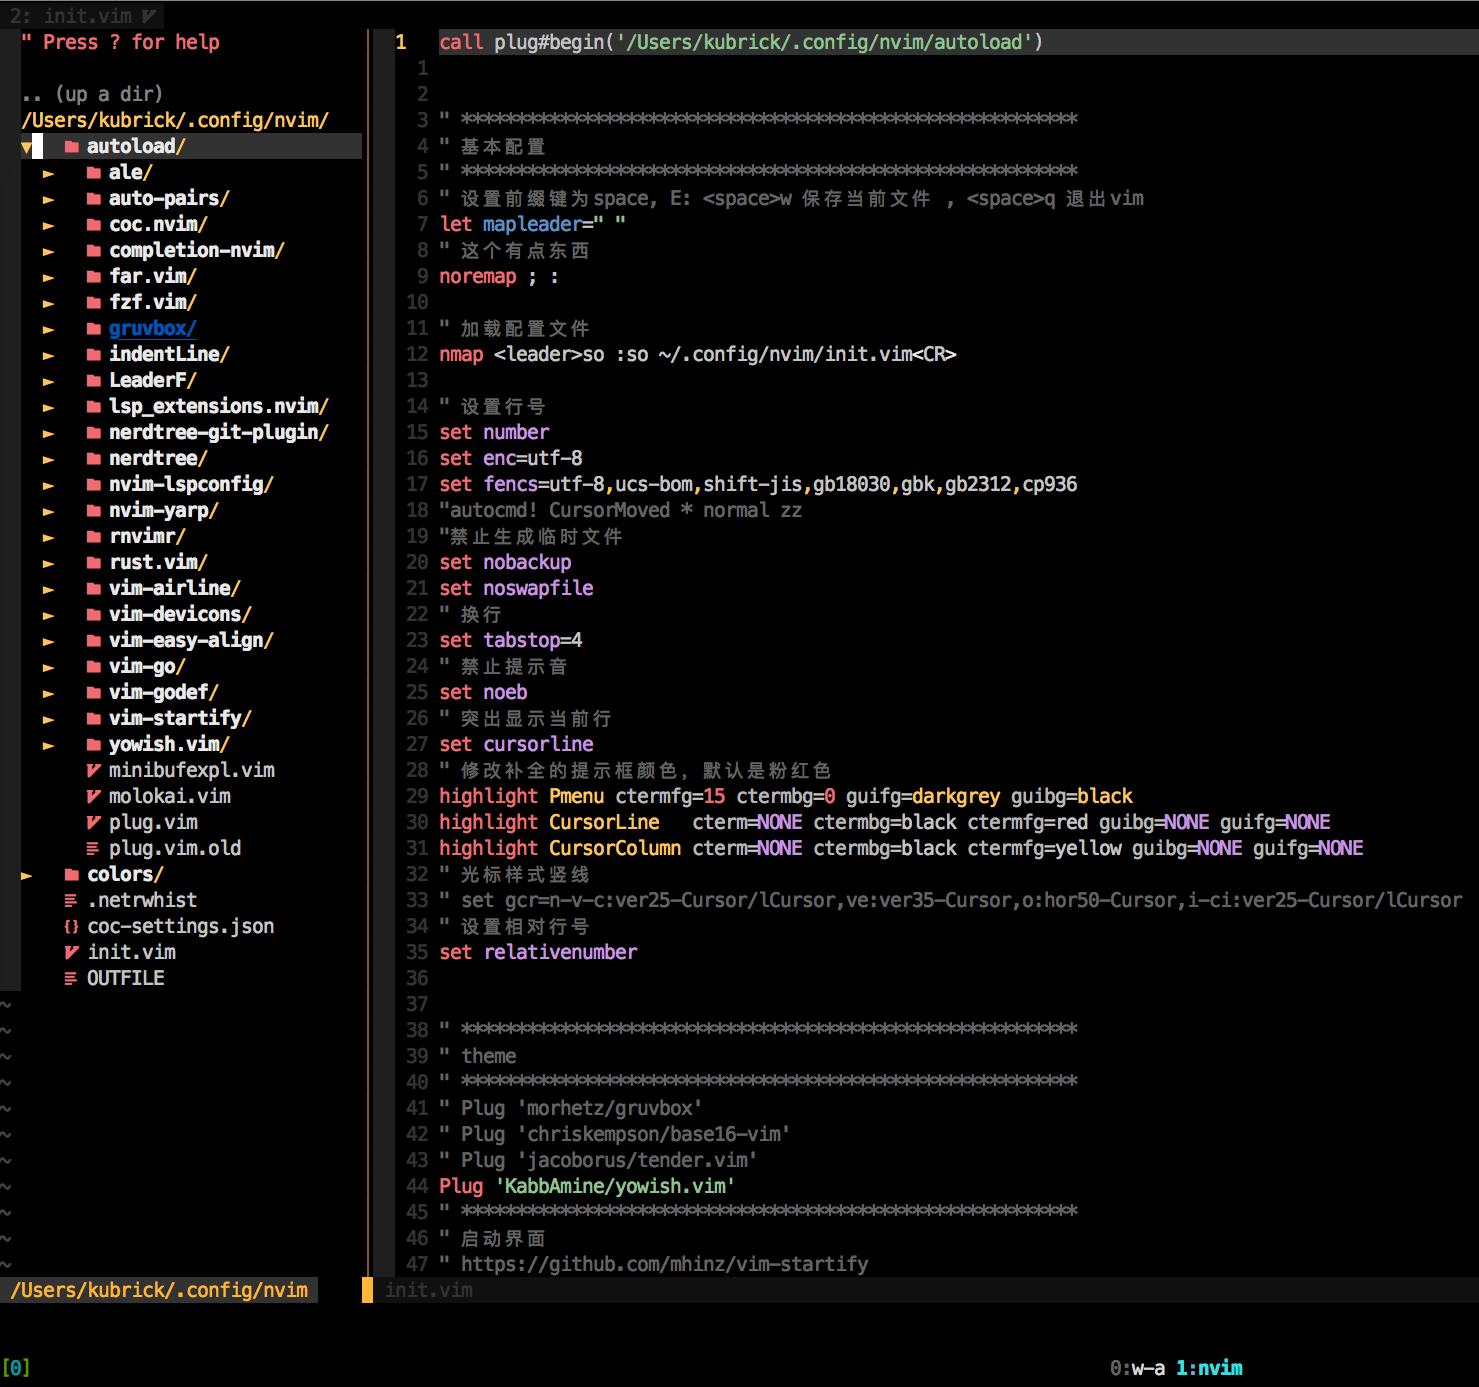 2: init.vim
" Press ? for help
.. (up a dir)
/Users/kubrick/.config/nvim/
▼ autoload/
► ale/
► auto-pairs/
► coc.nvim/
► completion-nvim/
► far.vim/
► fzf.vim/
► gruvbox/
► indentLine/
► LeaderF/
► lsp_extensions.nvim/
► nerdtree-git-plugin/
► nerdtree/
► nvim-lspconfig/
► nvim-yarp/
► rnvimr/
► rust.vim/
► vim-airline/
► vim-devicons/
► vim-easy-align/
► vim-go/
► vim-godef/
► vim-startify/
► yowish.vim/
minibufexpl.vim
molokai.vim
plug.vim
plug.vim.old
► colors/
.netrwhist
{} coc-settings.json
init.vim
OUTFILE
~
~
~
~
~
~
~
~
~
~
~
/Users/kubrick/.config/nvim
1 call plug#begin('/Users/kubrick/.config/nvim/autoload')
1
2
3 " ********************************************************
4 " 基本配置
5 " ********************************************************
6 " 设置前缀键为space, E: <space>w 保存当前文件 , <space>q 退出vim
7 let mapleader=" "
8 " 这个有点东西
9 noremap ; :
10
11 " 加载配置文件
12 nmap <leader>so :so ~/.config/nvim/init.vim<CR>
13
14 " 设置行号
15 set number
16 set enc=utf-8
17 set fencs=utf-8,ucs-bom,shift-jis,gb18030,gbk,gb2312,cp936
18 "autocmd! CursorMoved * normal zz
19 "禁止生成临时文件
20 set nobackup
21 set noswapfile
22 " 换行
23 set tabstop=4
24 " 禁止提示音
25 set noeb
26 " 突出显示当前行
27 set cursorline
28 " 修改补全的提示框颜色, 默认是粉红色
29 highlight Pmenu ctermfg=15 ctermbg=0 guifg=darkgrey guibg=black
30 highlight CursorLine   cterm=NONE ctermbg=black ctermfg=red guibg=NONE guifg=NONE
31 highlight CursorColumn cterm=NONE ctermbg=black ctermfg=yellow guibg=NONE guifg=NONE
32 " 光标样式竖线
33 " set gcr=n-v-c:ver25-Cursor/lCursor,ve:ver35-Cursor,o:hor50-Cursor,i-ci:ver25-Cursor/lCursor
34 " 设置相对行号
35 set relativenumber
36
37
38 " ********************************************************
39 " theme
40 " ********************************************************
41 " Plug 'morhetz/gruvbox'
42 " Plug 'chriskempson/base16-vim'
43 " Plug 'jacoborus/tender.vim'
44 Plug 'KabbAmine/yowish.vim'
45 " ********************************************************
46 " 启动界面
47 " https://github.com/mhinz/vim-startify
init.vim
[0]
0:w-a 1:nvim